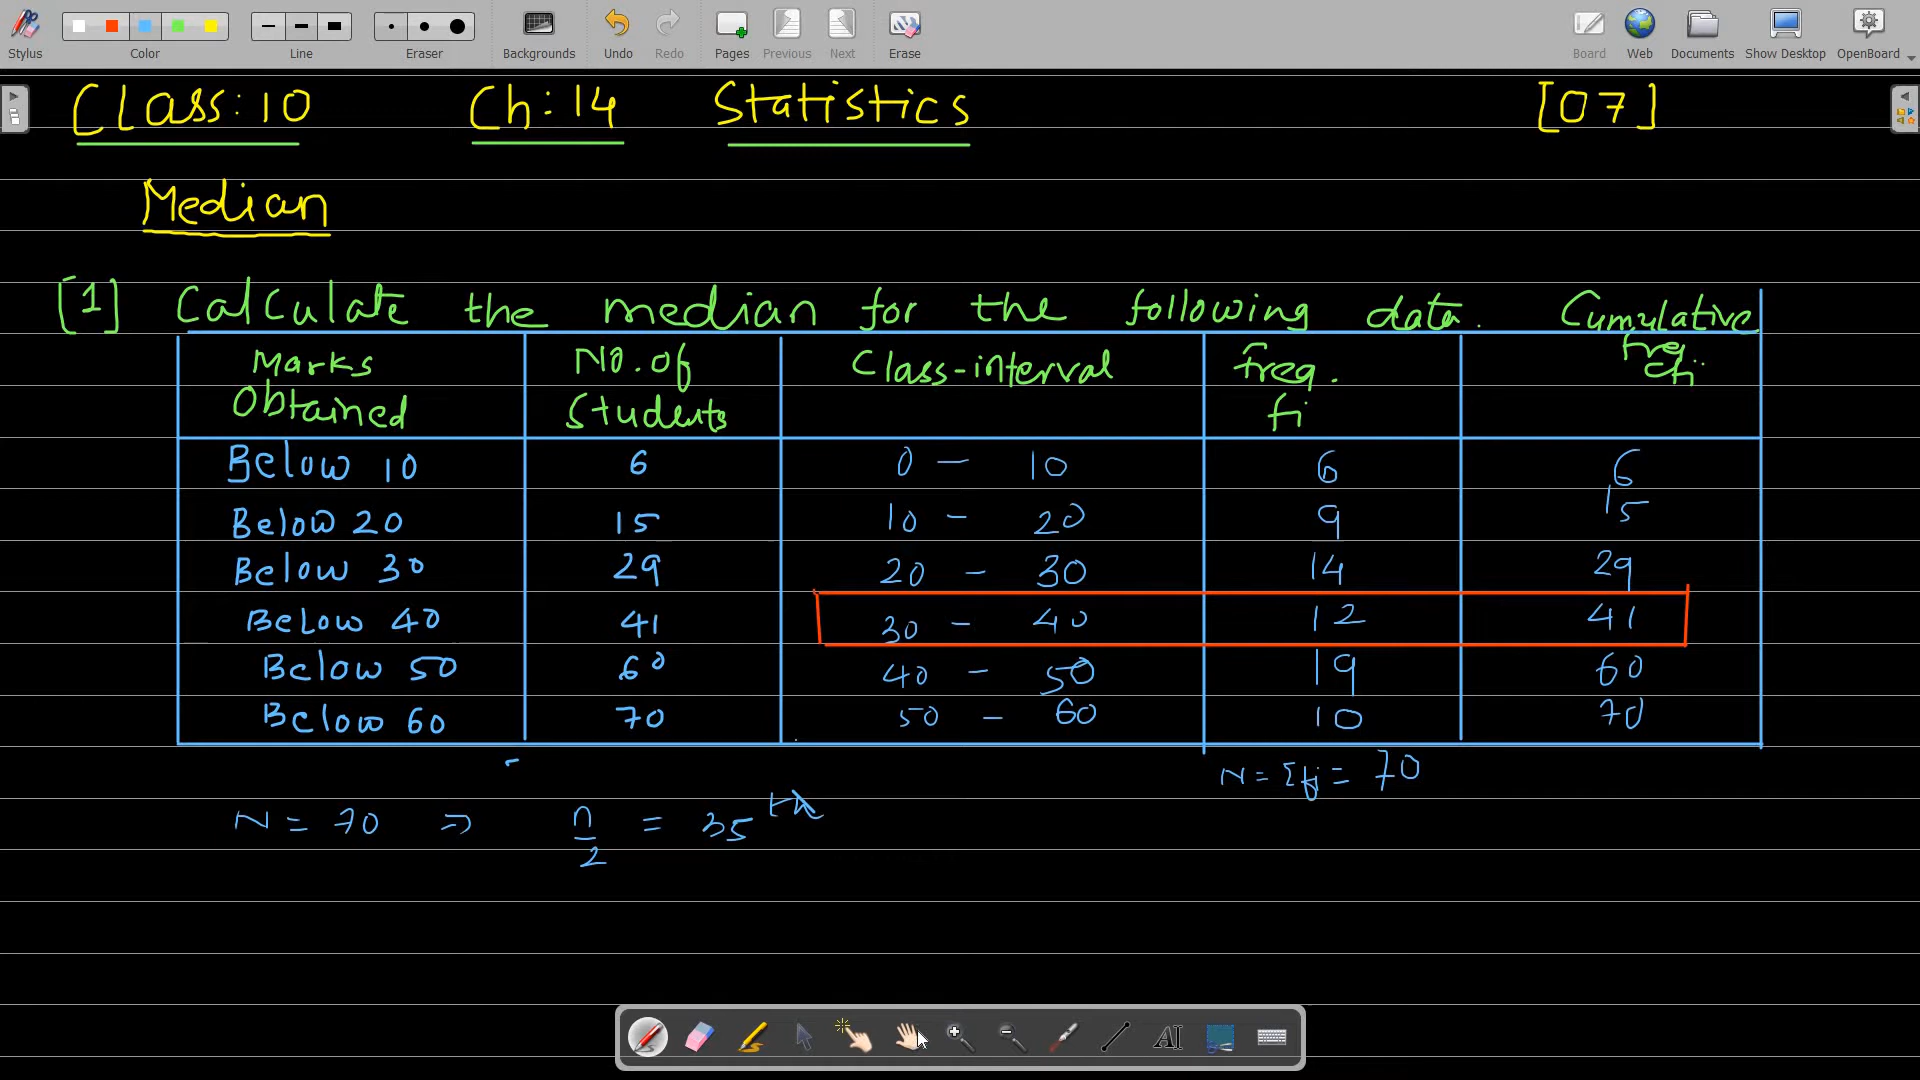 Stylus Color Line Eraser Backgrounds Undo Redo Pages Previous Next Erase Board Web Documents Show Desktop OpenBoard
Class:10 Ch:14 Statistics [07]
Median
[1] Calculate the median for the following data. Cumulative
Marks Obtained No. of Students Class-interval freq. fi freq. cfi
Below 10 6 0 - 10 6 6
Below 20 15 10 - 20 9 15
Below 30 29 20 - 30 14 29
Below 40 41 30 - 40 12 41
Below 50 60 40 - 50 19 60
Below 60 70 50 - 60 10 70
N = Σfi = 70
N = 70 ⇒ n/2 = 35th
AI